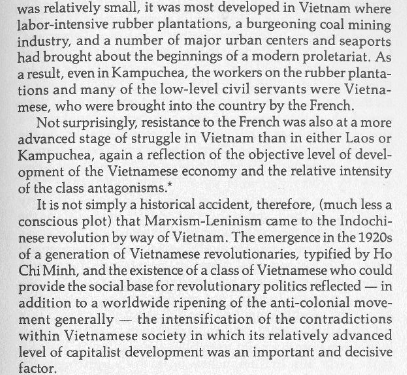 was relatively small, it was most developed in Vietnam where
labor-intensive rubber plantations, a burgeoning coal mining
industry, and a number of major urban centers and seaports
had brought about the beginnings of a modern proletariat. As
a result, even in Kampuchea, the workers on the rubber planta-
tions and many of the low-level civil servants were Vietna-
mese, who were brought into the country by the French.
Not surprisingly, resistance to the French was also at a more
advanced stage of struggle in Vietnam than in either Laos or
Kampuchea, again a reflection of the objective level of devel-
opment of the Vietnamese economy and the relative intensity
of the class antagonisms.*
It is not simply a historical accident, therefore, (much less a
conscious plot) that Marxism-Leninism came to the Indochi-
nese revolution by way of Vietnam. The emergence in the 1920s
of a generation of Vietnamese revolutionaries, typified by Ho
Chi Minh, and the existence of a class of Vietnamese who could
provide the social base for revolutionary politics reflected — in
addition to a worldwide ripening of the anti-colonial move-
ment generally — the intensification of the contradictions
within Vietnamese society in which its relatively advanced
level of capitalist development was an important and decisive
factor.